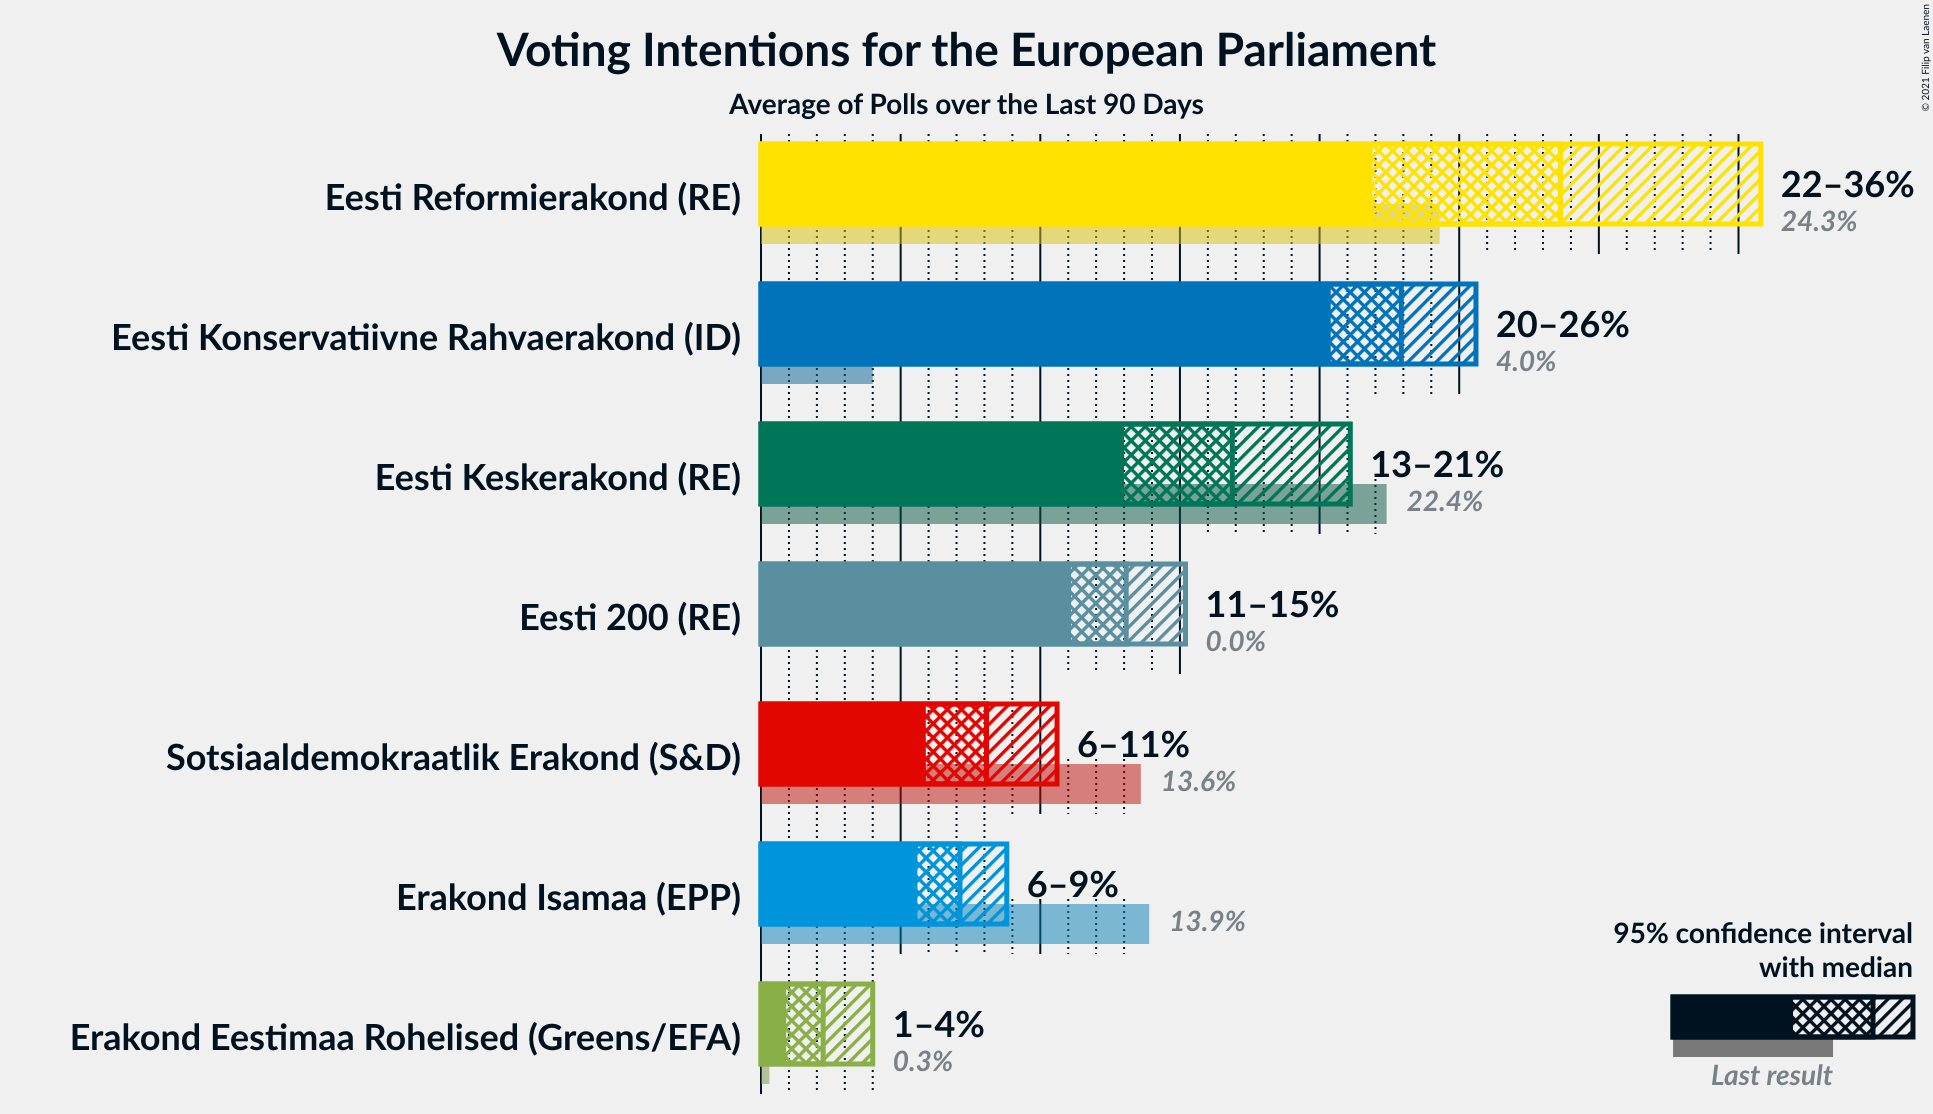 Voting Intentions for the European Parliament
Average of Polls over the Last 90 Days
© 2021 Filip van Laenen
Eesti Reformierakond (RE)
22–36%
24.3%
Eesti Konservatiivne Rahvaerakond (ID)
20–26%
4.0%
Eesti Keskerakond (RE)
13–21%
22.4%
Eesti 200 (RE)
11–15%
0.0%
Sotsiaaldemokraatlik Erakond (S&D)
6–11%
13.6%
Erakond Isamaa (EPP)
6–9%
13.9%
Erakond Eestimaa Rohelised (Greens/EFA)
1–4%
0.3%
95% confidence interval
with median
Last result